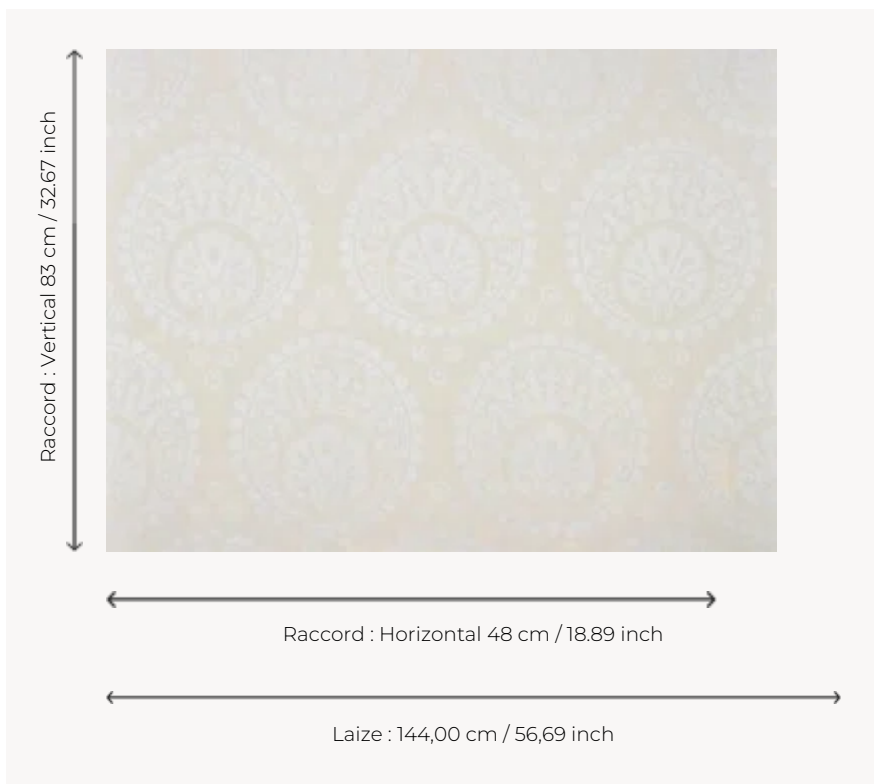 Raccord : Vertical 83 cm / 32.67 inch
Raccord : Horizontal 48 cm / 18.89 inch
Laize : 144,00 cm / 56,69 inch